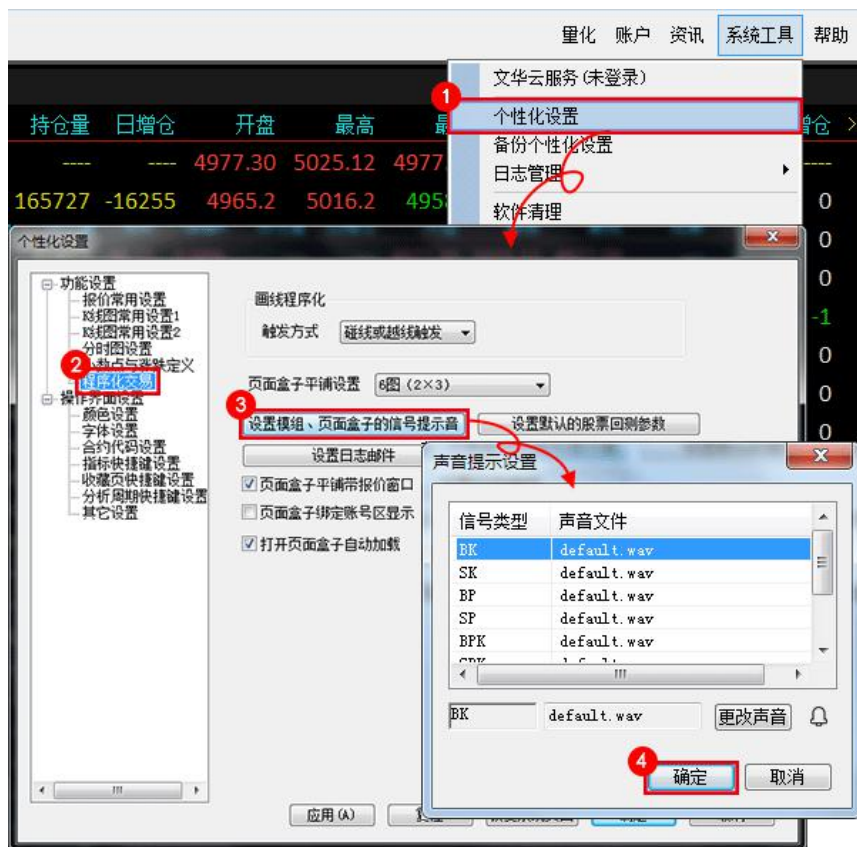 量化 账户 资讯 系统工具 帮助
文华云服务(未登录)
1
个性化设置
备份个性化设置
日志管理
软件清理
持仓量 日增仓 开盘 最高
---- ---- 4977.30 5025.12 4977 ----
165727 -16255 4965.2 5016.2 495 0
0
0
-1
0
0
0
个性化设置
功能设置
报价常用设置
K线图常用设置1
K线图常用设置2
分时图设置
2
小数点与涨跌定义
程序化交易
操作界面设置
颜色设置
字体设置
合约代码设置
指标快捷键设置
收藏页快捷键设置
分析周期快捷键设置
其它设置
画线程序化
触发方式 碰线或越线触发
页面盒子平铺设置 6图 (2×3)
3
设置模组、页面盒子的信号提示音 设置默认的股票回测参数
设置日志邮件
页面盒子平铺带报价窗口
页面盒子绑定账号区显示
打开页面盒子自动加载
声音提示设置
信号类型 声音文件
BK default.wav
SK default.wav
BP default.wav
SP default.wav
BPK default.wav
BK default.wav 更改声音
4
确定 取消
应用(A)